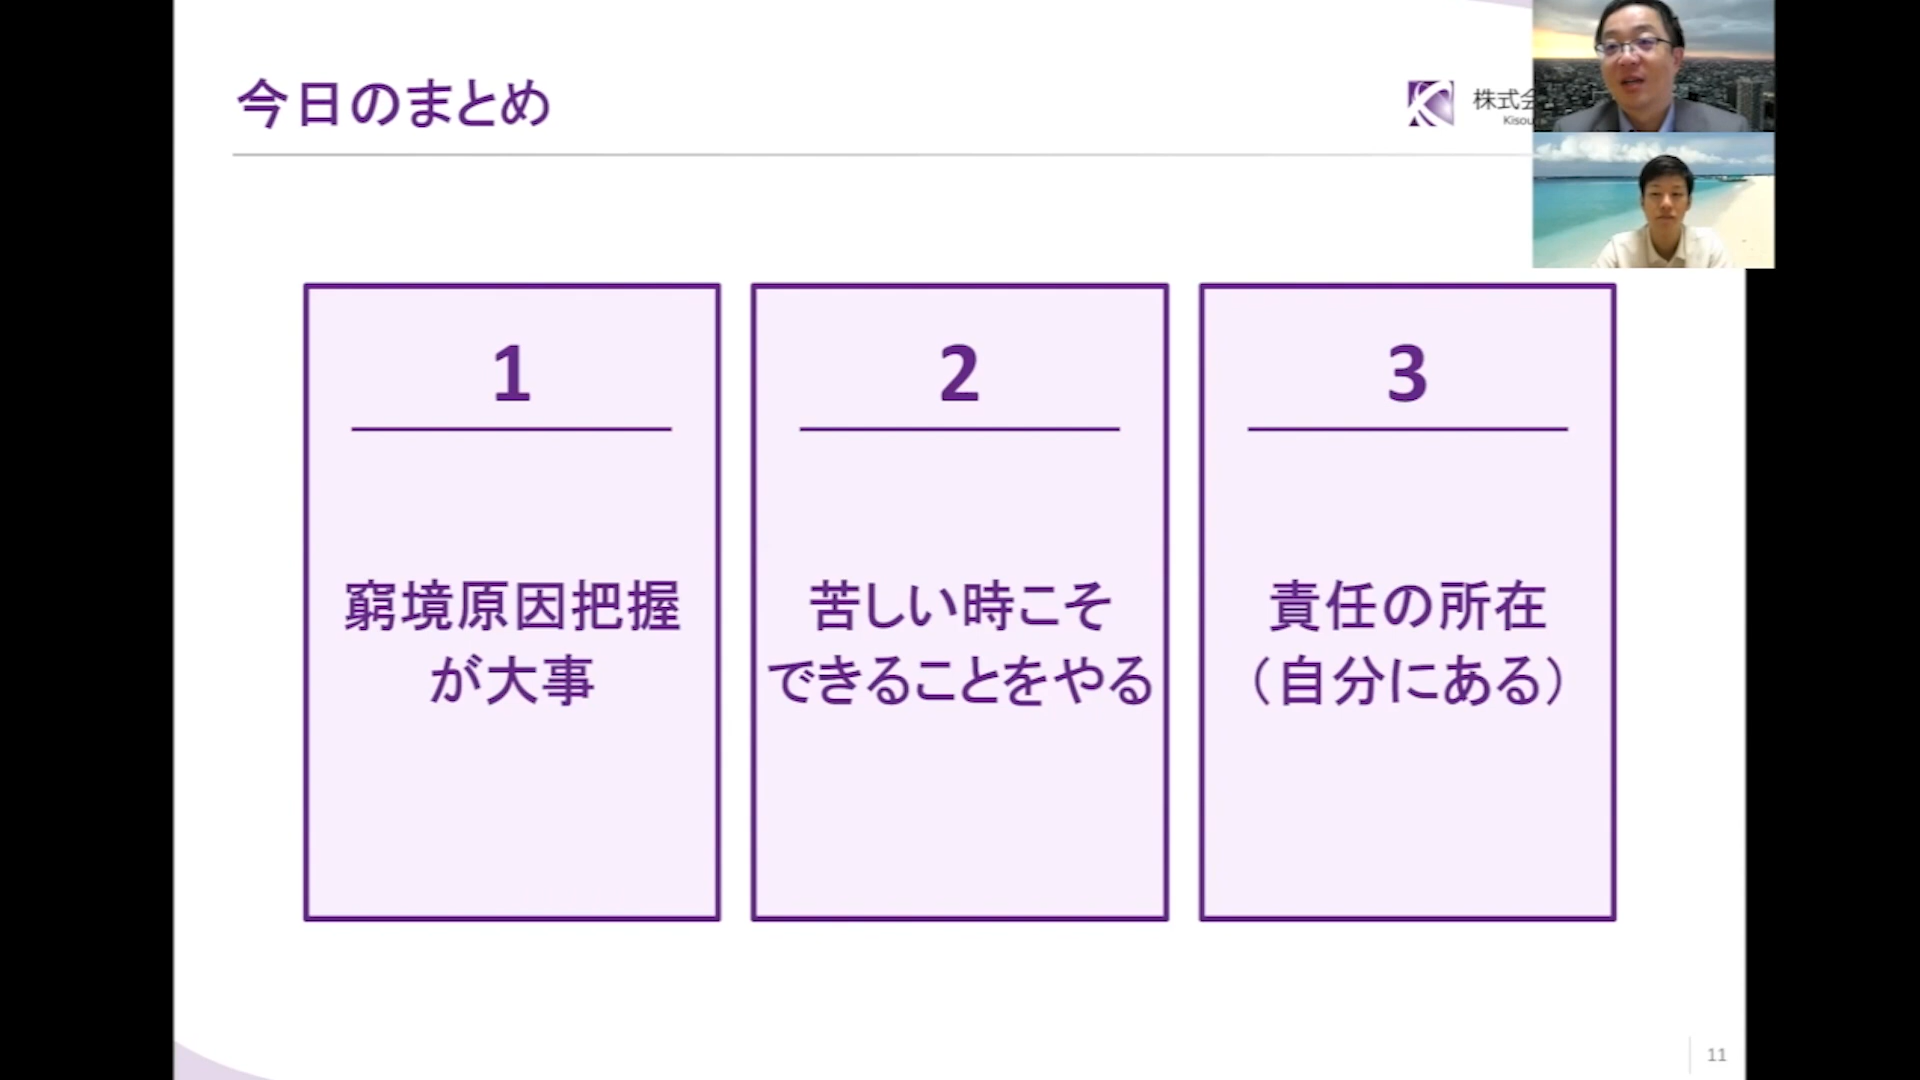 今日のまとめ
株式会
Kisou
1
窮境原因把握
が大事
2
苦しい時こそ
できることをやる
3
責任の所在
（自分にある）
11